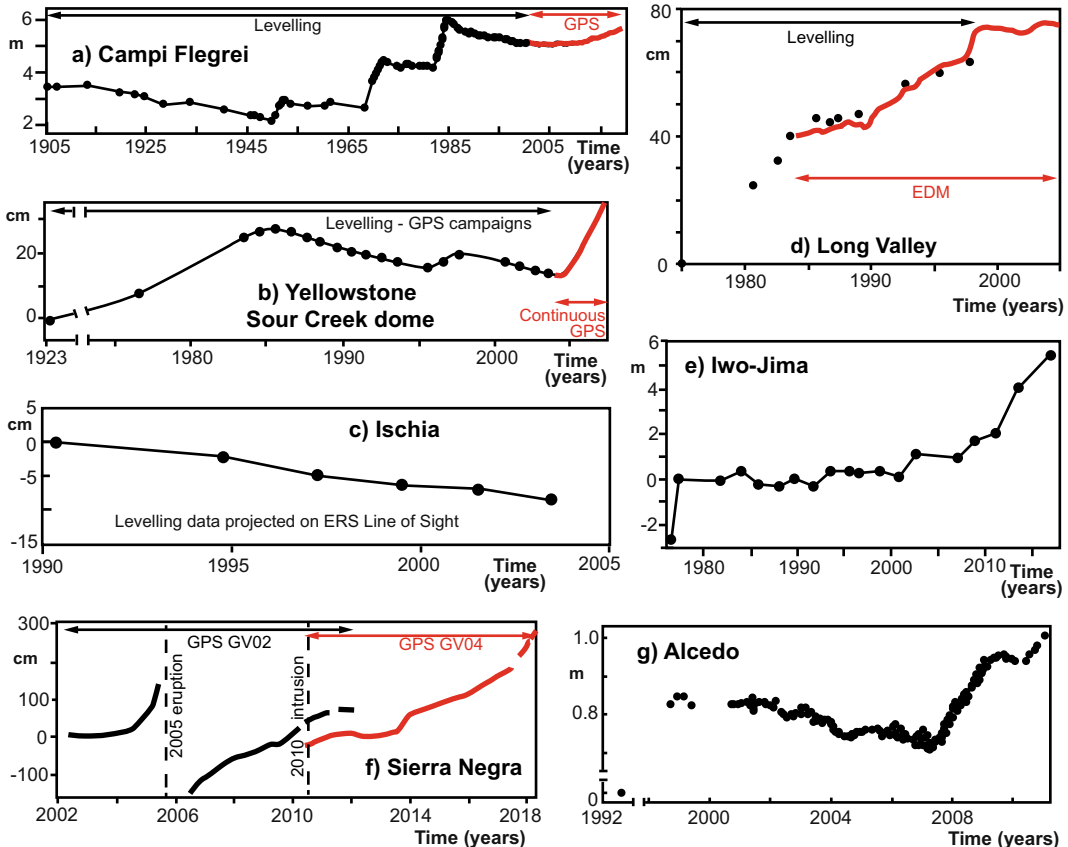 6
m
4
2
Levelling
GPS
a) Campi Flegrei
1905
1925
1945
1965
1985
2005
Time
(years)
cm
20
0
Levelling - GPS campaigns
b) Yellowstone
Sour Creek dome
Continuous
GPS
1923
1980
1990
2000
Time
(years)
5
cm
0
-5
-15
c) Ischia
Levelling data projected on ERS Line of Sight
1990
1995
2000
2005
Time
(years)
80
cm
40
0
Levelling
EDM
d) Long Valley
1980
1990
2000
Time (years)
6
m
4
2
0
-2
e) Iwo-Jima
1980
1990
2000
2010
Time
(years)
300
cm
100
0
-100
GPS GV02
GPS GV04
2005 eruption
2010 intrusion
f) Sierra Negra
2002
2006
2010
2014
2018
Time (years)
1.0
m
0.8
0
g) Alcedo
1992
2000
2004
2008
Time (years)